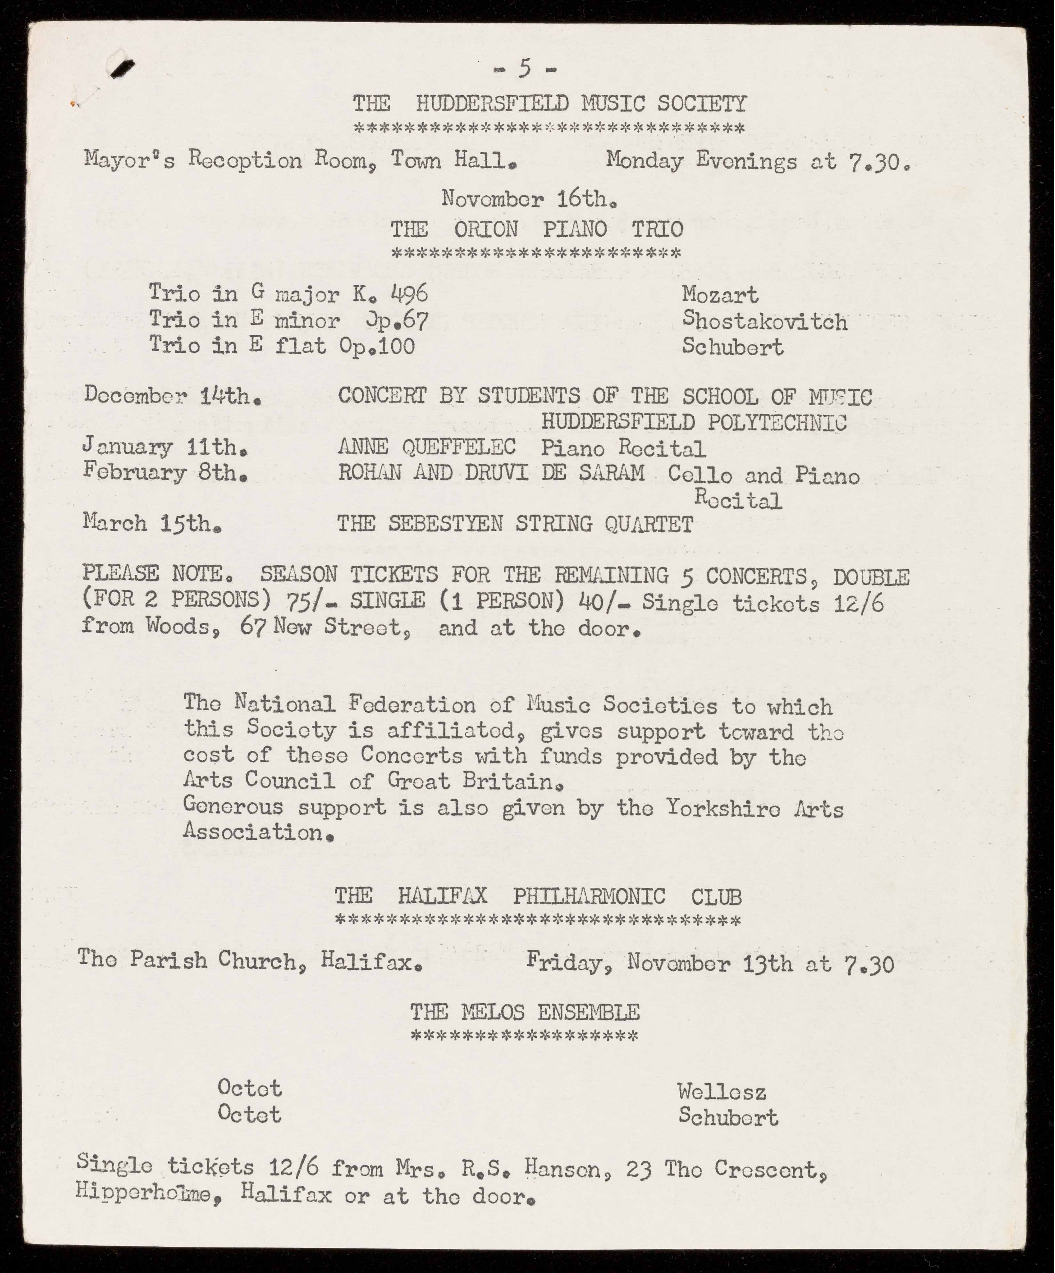 - 5 -
THE HUDDERSFIELD MUSIC SOCIETY
*******************************
Mayor's Reception Room, Town Hall. Monday Evenings at 7.30.
November 16th.
THE ORION PIANO TRIO
***********************
Trio in G major K. 496 Mozart
Trio in E minor Op.67 Shostakovitch
Trio in E flat Op.100 Schubert
December 14th. CONCERT BY STUDENTS OF THE SCHOOL OF MUSIC
HUDDERSFIELD POLYTECHNIC
January 11th. ANNE QUEFFELEC Piano Recital
February 8th. ROHAN AND DRUVI DE SARAM Cello and Piano
Recital
March 15th. THE SEBESTYEN STRING QUARTET
PLEASE NOTE. SEASON TICKETS FOR THE REMAINING 5 CONCERTS, DOUBLE
(FOR 2 PERSONS) 75/- SINGLE (1 PERSON) 40/- Single tickets 12/6
from Woods, 67 New Street, and at the door.
The National Federation of Music Societies to which
this Society is affiliated, gives support toward the
cost of these Concerts with funds provided by the
Arts Council of Great Britain.
Generous support is also given by the Yorkshire Arts
Association.
THE HALIFAX PHILHARMONIC CLUB
********************************
The Parish Church, Halifax. Friday, November 13th at 7.30
THE MELOS ENSEMBLE
******************
Octet Wellesz
Octet Schubert
Single tickets 12/6 from Mrs. R.S. Hanson, 23 The Crescent,
Hipperholme, Halifax or at the door.